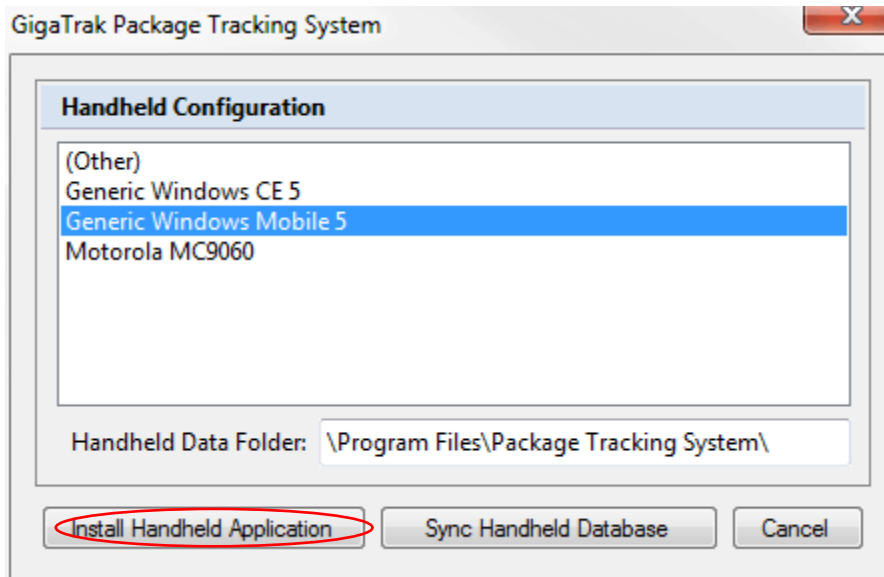 GigaTrak Package Tracking System
Handheld Configuration
(Other)
Generic Windows CE 5
Generic Windows Mobile 5
Motorola MC9060
Handheld Data Folder: \Program Files\Package Tracking System\
Install Handheld Application Sync Handheld Database Cancel